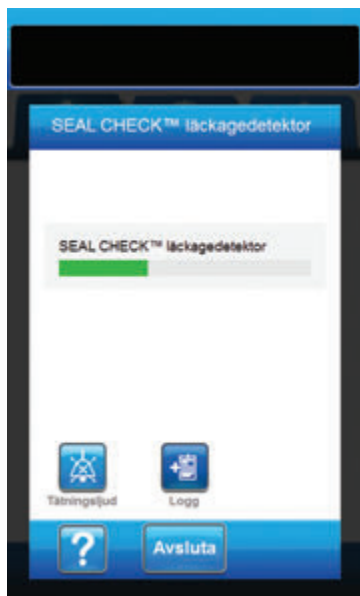 SEAL CHECK™ läckagedetektor
SEAL CHECK™ läckagedetektor
Tätningsljud
Logg
?
Avsluta